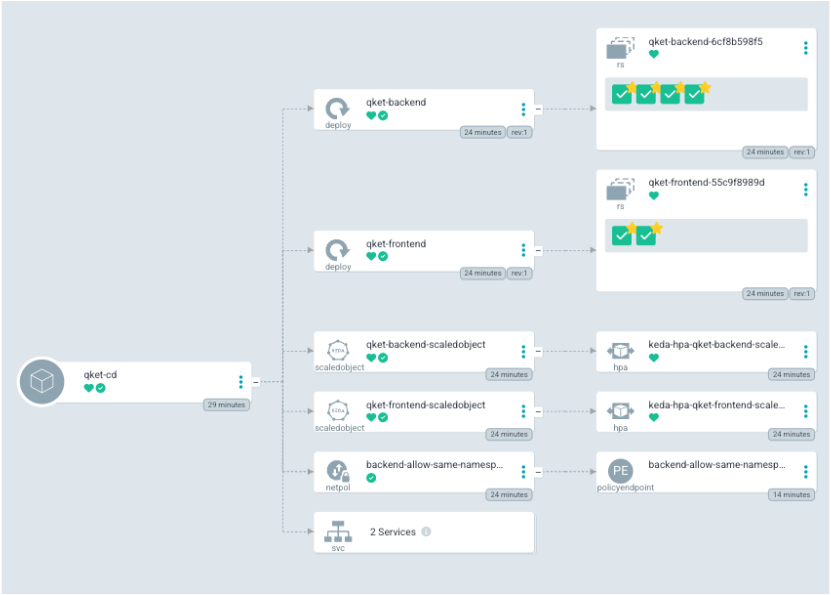 qket-backend-6cf8b598f5
rs
24 minutes rev:1
qket-backend
deploy
24 minutes rev:1
qket-frontend-55c9f8989d
rs
24 minutes rev:1
qket-frontend
deploy
24 minutes rev:1
qket-cd
29 minutes
KEDA
qket-backend-scaledobject
scaledobject
24 minutes
keda-hpa-qket-backend-scale...
hpa
24 minutes
KEDA
qket-frontend-scaledobject
scaledobject
24 minutes
keda-hpa-qket-frontend-scale...
hpa
24 minutes
backend-allow-same-namesp...
netpol
24 minutes
PE
backend-allow-same-namesp...
policyendpoint
14 minutes
2 Services
svc